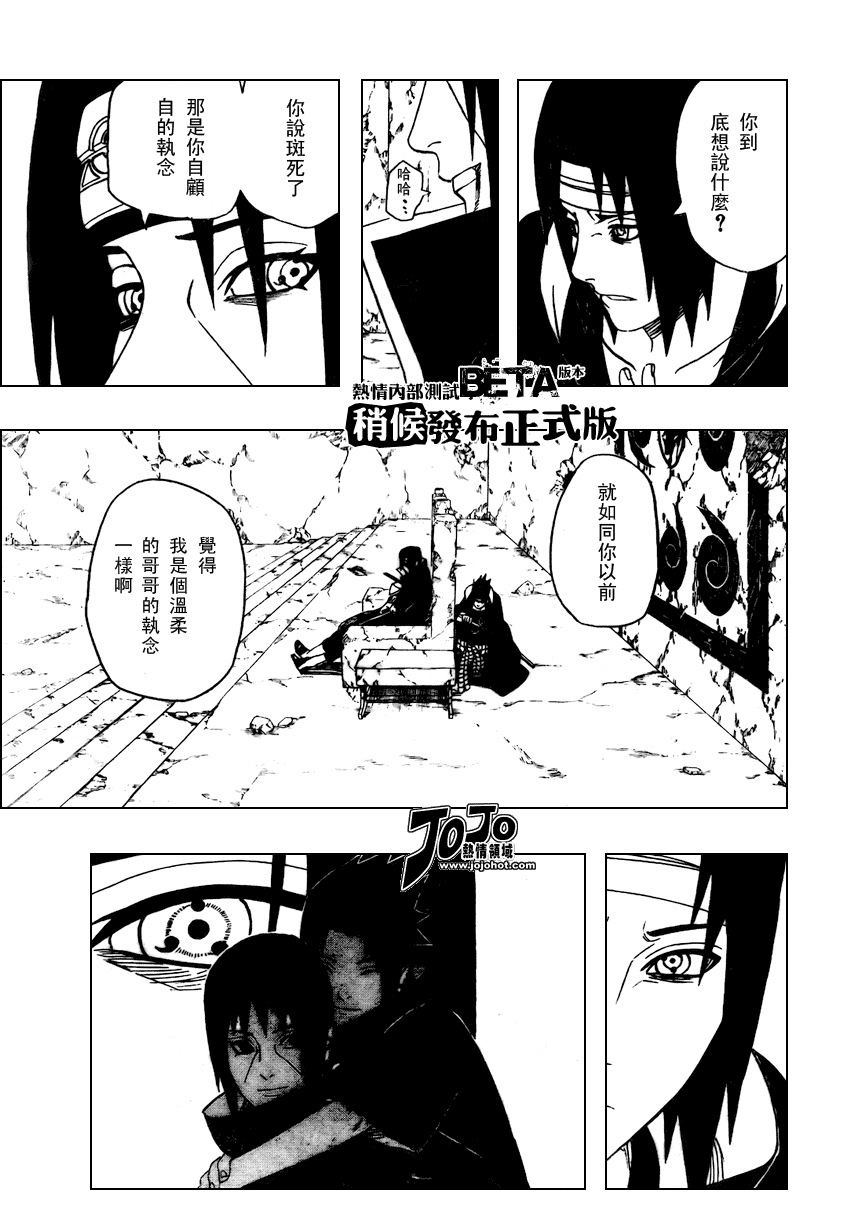 你到
底想說什麼？
哈
哈…
你說斑死了
那是你自顧
自的執念
熱情內部測試BETA版本
稍候發布正式版
就如同你以前
覺得
我是個溫柔
的哥哥的執念
一樣啊
JOJO
熱情領域
www.jojohot.com